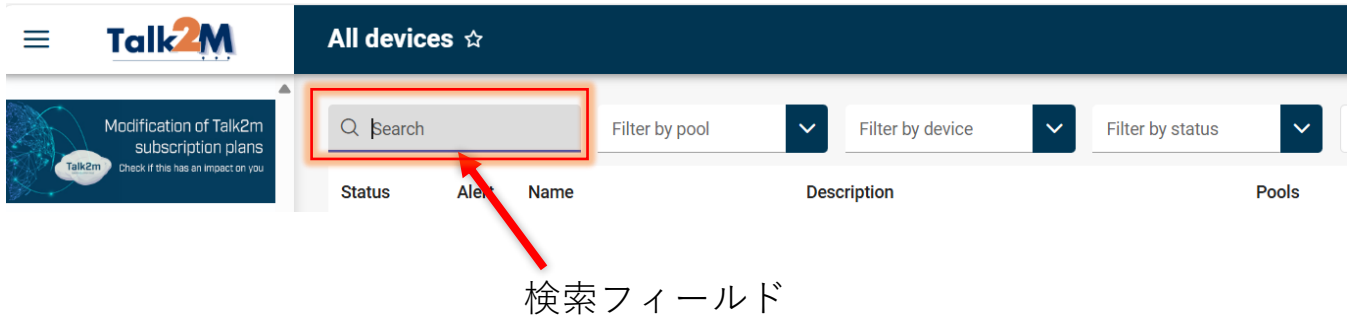 Talk2M
All devices
Modification of Talk2m
subscription plans
Check if this has an impact on you
Talk2m
Search
Filter by pool
Filter by device
Filter by status
Status
Alert
Name
Description
Pools
検索フィールド